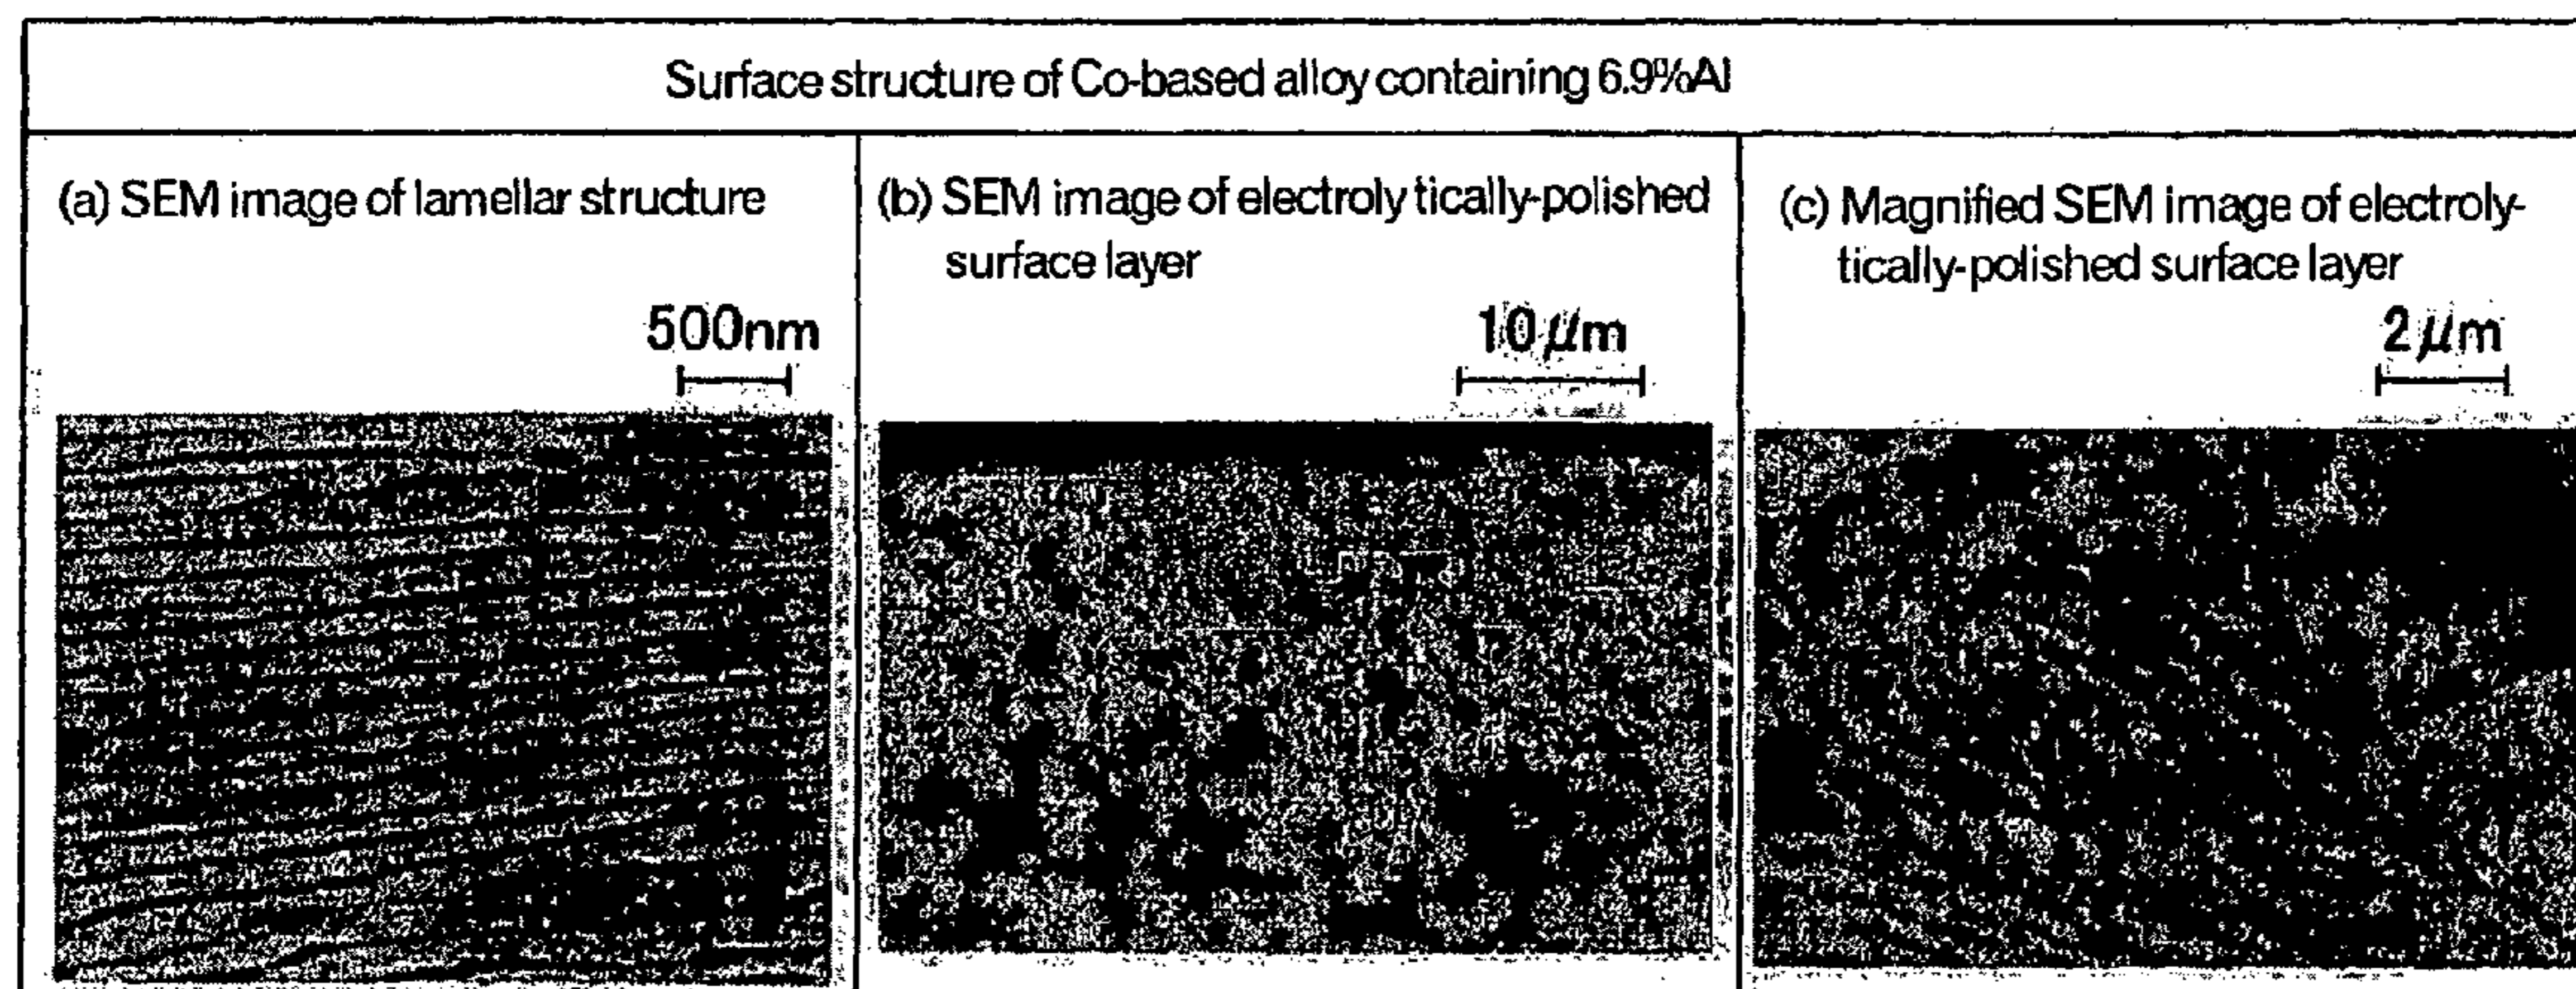 Surface structure of Co-based alloy containing 6.9%Al
(a) SEM image of lamellar structure
500nm
(b) SEM image of electroly tically-polished
surface layer
10μm
(c) Magnified SEM image of electroly-
tically-polished surface layer
2μm